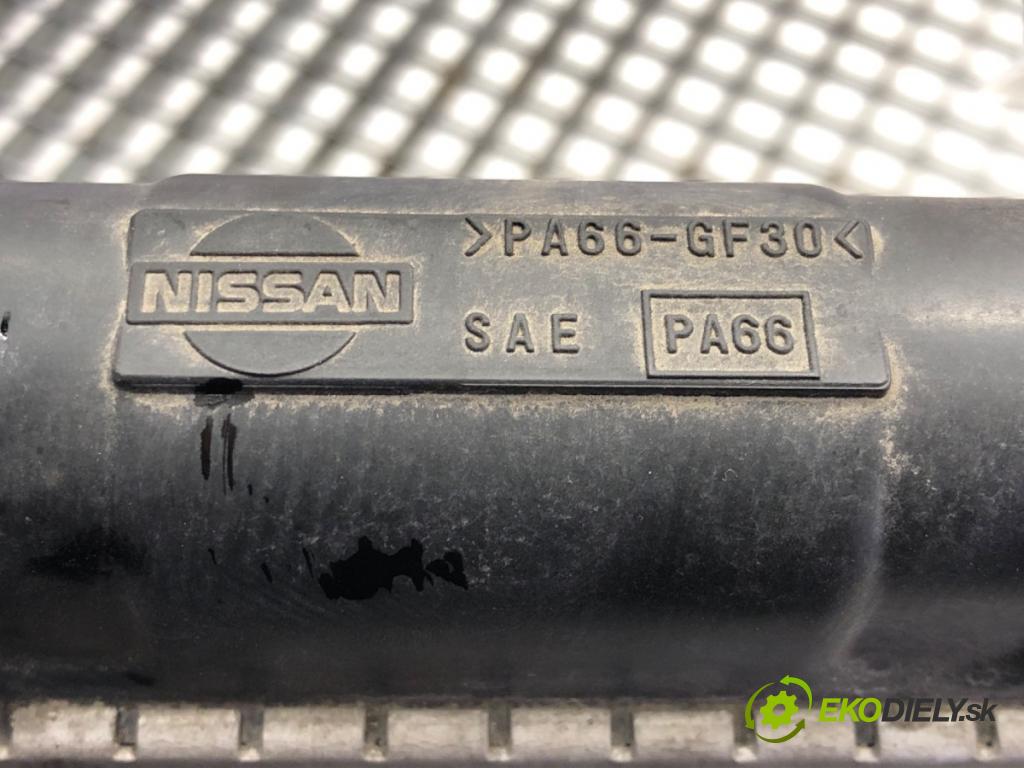 >PA66-GF30<
NISSAN
SAE PA66
EKODIELY.sk